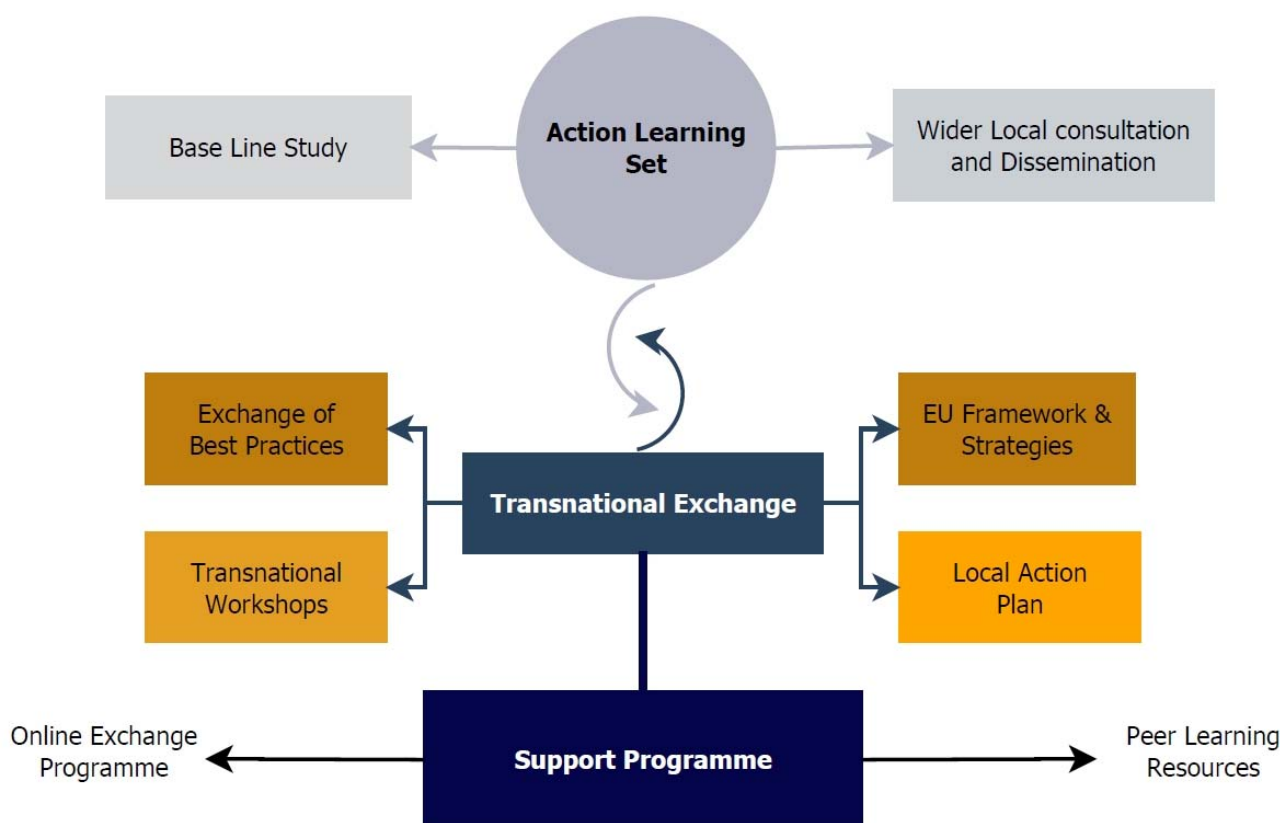 Action Learning
Set
Base Line Study
Wider Local consultation
and Dissemination
Exchange of
Best Practices
EU Framework &
Strategies
Transnational Exchange
Transnational
Workshops
Local Action
Plan
Online Exchange
Programme
Support Programme
Peer Learning
Resources